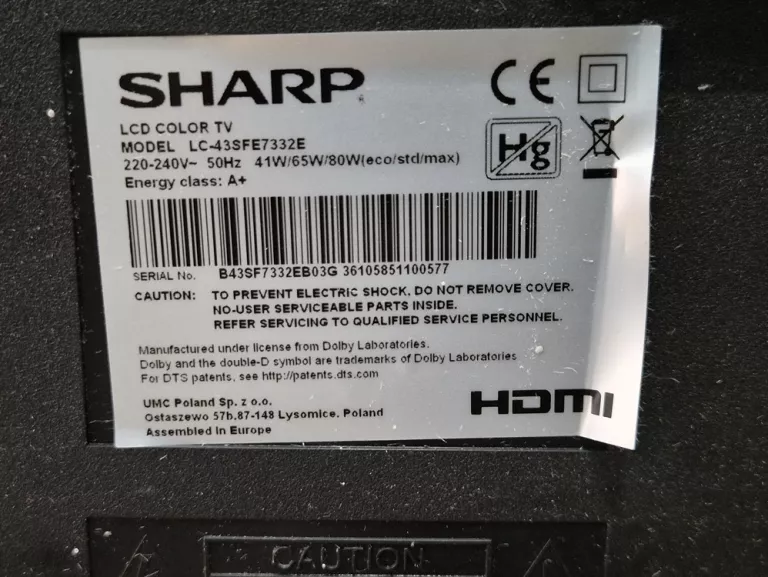 SHARP
CE
LCD COLOR TV
MODEL LC-43SFE7332E
220-240V~ 50Hz 41W/65W/80W(eco/std/max)
Energy class: A+
Hg
SERIAL No. B43SF7332EB03G 36105851100577
CAUTION: TO PREVENT ELECTRIC SHOCK, DO NOT REMOVE COVER.
NO-USER SERVICEABLE PARTS INSIDE.
REFER SERVICING TO QUALIFIED SERVICE PERSONNEL.
Manufactured under license from Dolby Laboratories.
Dolby and the double-D symbol are trademarks of Dolby Laboratories
For DTS patents, see http://patents.dts.com
UMC Poland Sp. z o.o.
Ostaszewo 57b,87-148 Lysomice, Poland
Assembled in Europe
HDMI
CAUTION